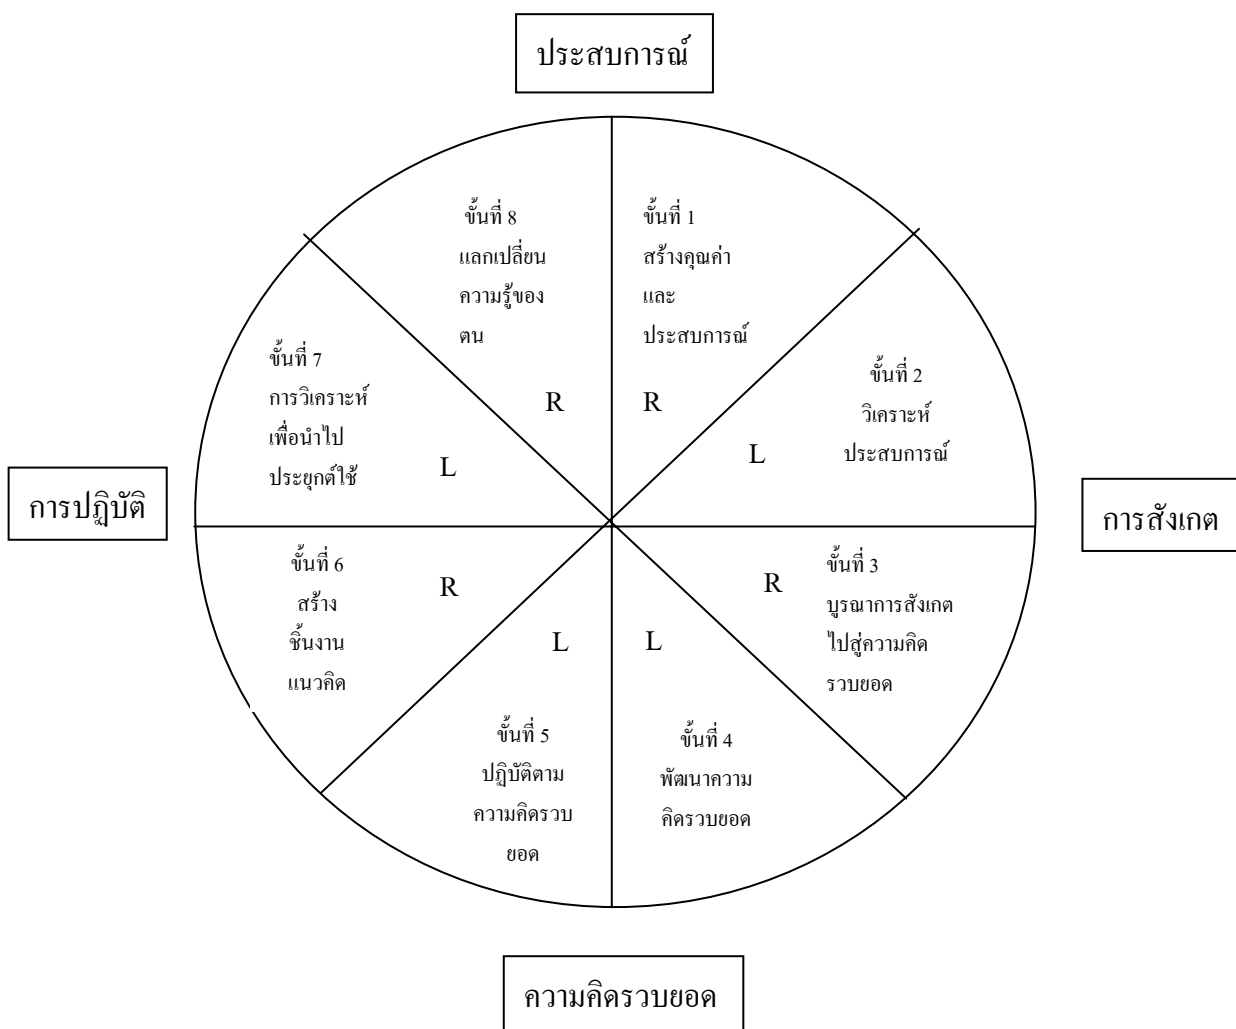 ประสบการณ์
ขั้นที่ 8
แลกเปลี่ยน
ความรู้ของ
ตน
R
ขั้นที่ 1
สร้างคุณค่า
และ
ประสบการณ์
R
ขั้นที่ 2
วิเคราะห์
ประสบการณ์
L
ขั้นที่ 7
การวิเคราะห์
เพื่อนำไป
ประยุกต์ใช้
L
การปฏิบัติ
การสังเกต
ขั้นที่ 6
สร้าง
ชิ้นงาน
แนวคิด
R
ขั้นที่ 3
บูรณาการสังเกต
ไปสู่ความคิด
รวบยอด
R
L
ขั้นที่ 5
ปฏิบัติตาม
ความคิดรวบ
ยอด
L
ขั้นที่ 4
พัฒนาความ
คิดรวบยอด
ความคิดรวบยอด